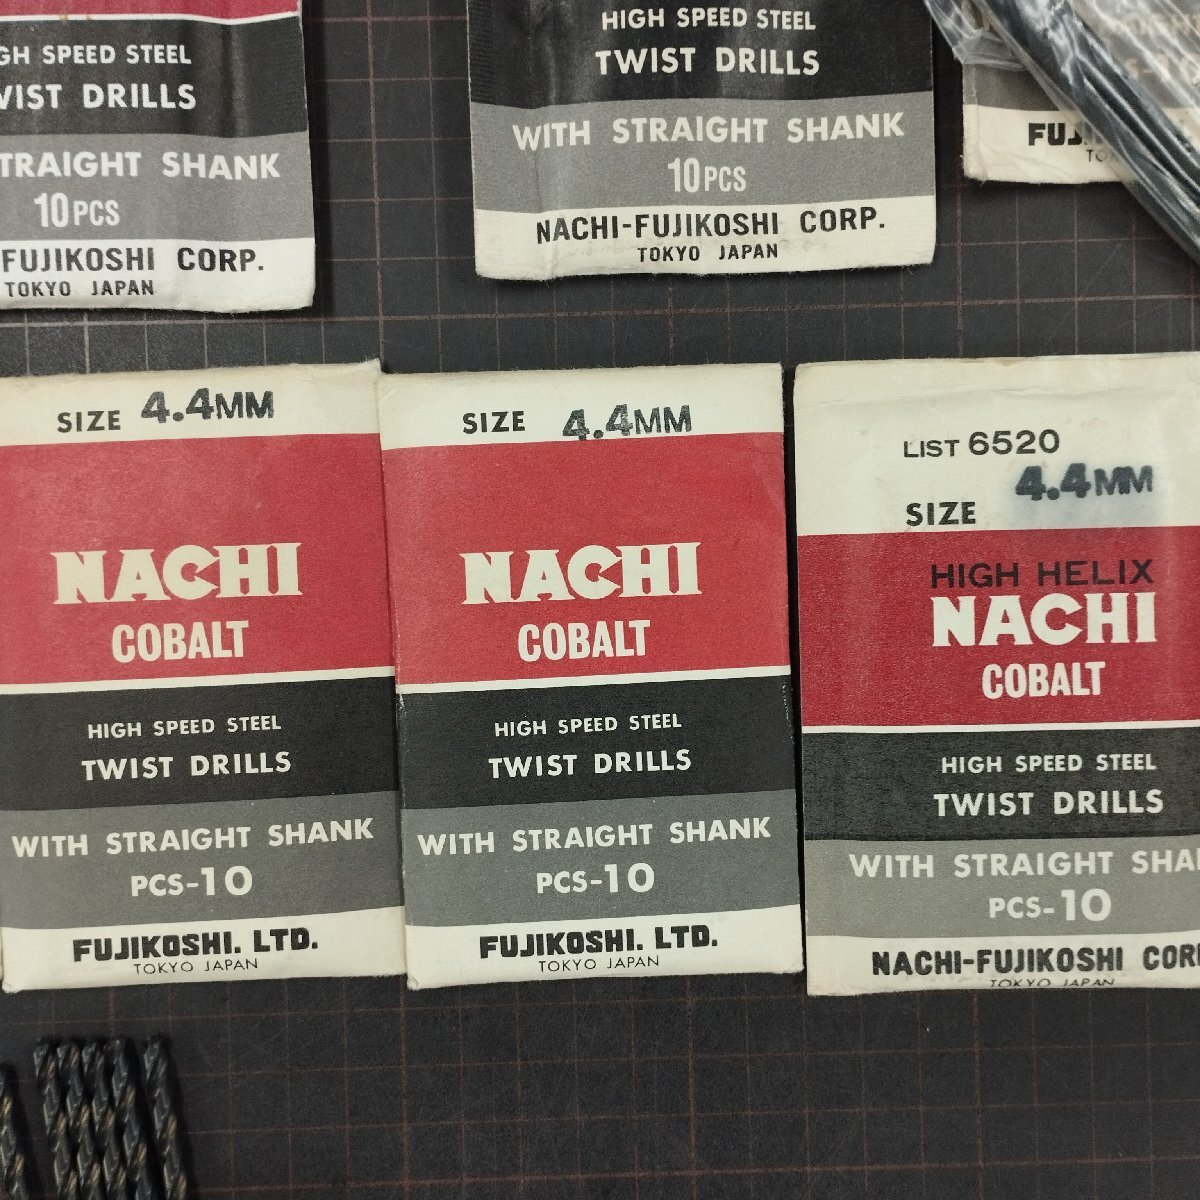 GH SPEED STEEL
VIST DRILLS
TRAIGHT SHANK
10PCS
FUJIKOSHI CORP.
TOKYO JAPAN
HIGH SPEED STEEL
TWIST DRILLS
WITH STRAIGHT SHANK
10PCS
NACHI-FUJIKOSHI CORP.
TOKYO JAPAN
FUJ
TO
SIZE 4.4MM
NACHI
COBALT
HIGH SPEED STEEL
TWIST DRILLS
WITH STRAIGHT SHANK
PCS-10
FUJIKOSHI. LTD.
TOKYO JAPAN
SIZE 4.4MM
NACHI
COBALT
HIGH SPEED STEEL
TWIST DRILLS
WITH STRAIGHT SHANK
PCS-10
FUJIKOSHI. LTD.
TOKYO JAPAN
LIST 6520
SIZE 4.4MM
HIGH HELIX
NACHI
COBALT
HIGH SPEED STEEL
TWIST DRILLS
WITH STRAIGHT SHA
PCS-10
NACHI-FUJIKOSHI COR
TOKYO JAPAN